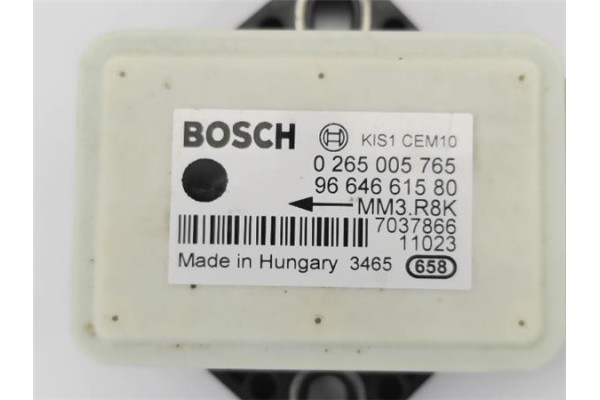 BOSCH KIS1 CEM10
0 265 005 765
96 646 615 80
MM3.R8K
7037866
11023
Made in Hungary 3465 658